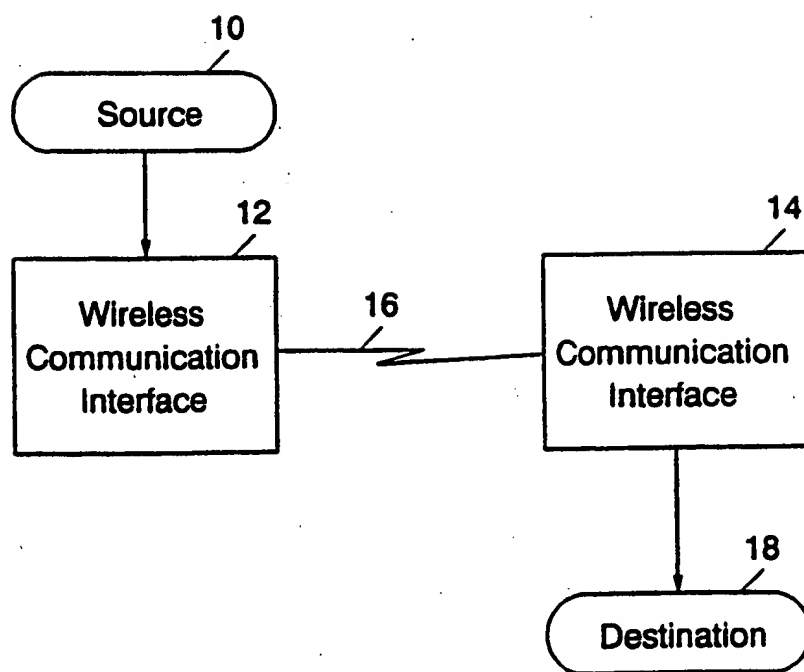 10
Source
12
Wireless
Communication
Interface
16
14
Wireless
Communication
Interface
18
Destination